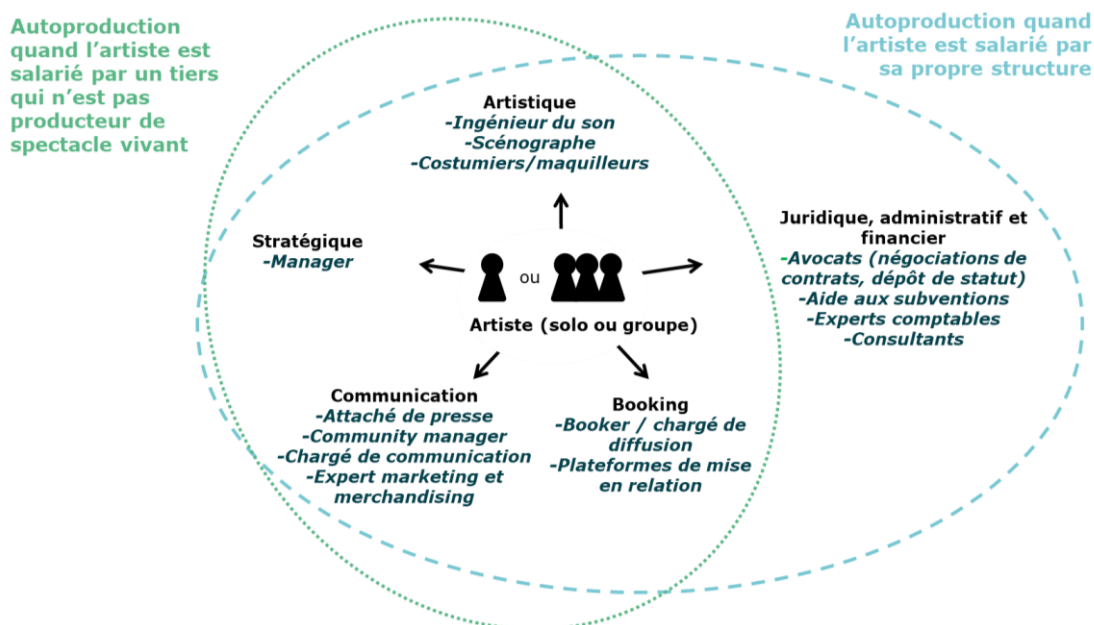 Autoproduction
quand l'artiste est
salarié par un tiers
qui n'est pas
producteur de
spectacle vivant
Autoproduction quand
l'artiste est salarié par
sa propre structure
Artistique
-Ingénieur du son
-Scénographe
-Costumiers/maquilleurs
Stratégique
-Manager
Juridique, administratif et
financier
-Avocats (négociations de
contrats, dépôt de statut)
-Aide aux subventions
-Experts comptables
-Consultants
ou
Artiste (solo ou groupe)
Communication
-Attaché de presse
-Community manager
-Chargé de communication
-Expert marketing et
merchandising
Booking
-Booker / chargé de
diffusion
-Plateformes de mise
en relation